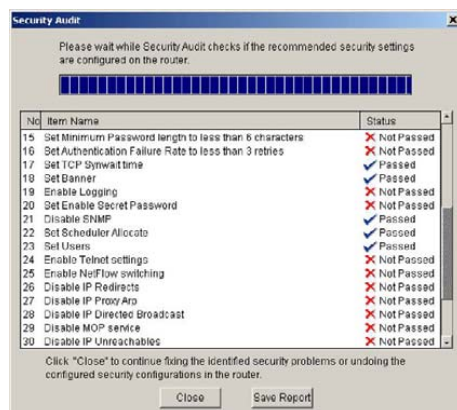 Security Audit
Please wait while Security Audit checks if the recommended security settings
are configured on the router.
No Item Name Status
15 Set Minimum Password length to less than 6 characters Not Passed
16 Set Authentication Failure Rate to less than 3 retries Not Passed
17 Set TCP Synwait time Passed
18 Set Banner Passed
19 Enable Logging Not Passed
20 Set Enable Secret Password Not Passed
21 Disable SNMP Passed
22 Set Scheduler Allocate Passed
23 Set Users Passed
24 Enable Telnet settings Not Passed
25 Enable NetFlow switching Not Passed
26 Disable IP Redirects Not Passed
27 Disable IP Proxy Arp Not Passed
28 Disable IP Directed Broadcast Not Passed
29 Disable MOP service Not Passed
30 Disable IP Unreachables Not Passed
Click "Close" to continue fixing the identified security problems or undoing the
configured security configurations in the router.
Close Save Report